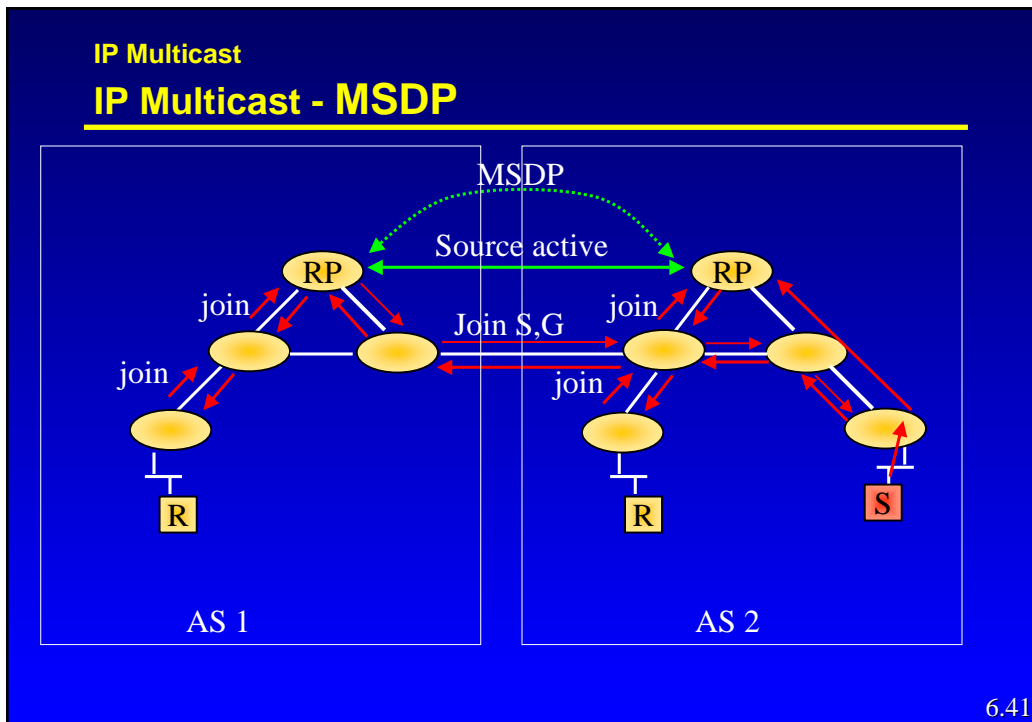 IP Multicast
IP Multicast - MSDP
MSDP
Source active
RP
RP
join
join
Join S,G
join
join
R
R
S
AS 1
AS 2
6.41